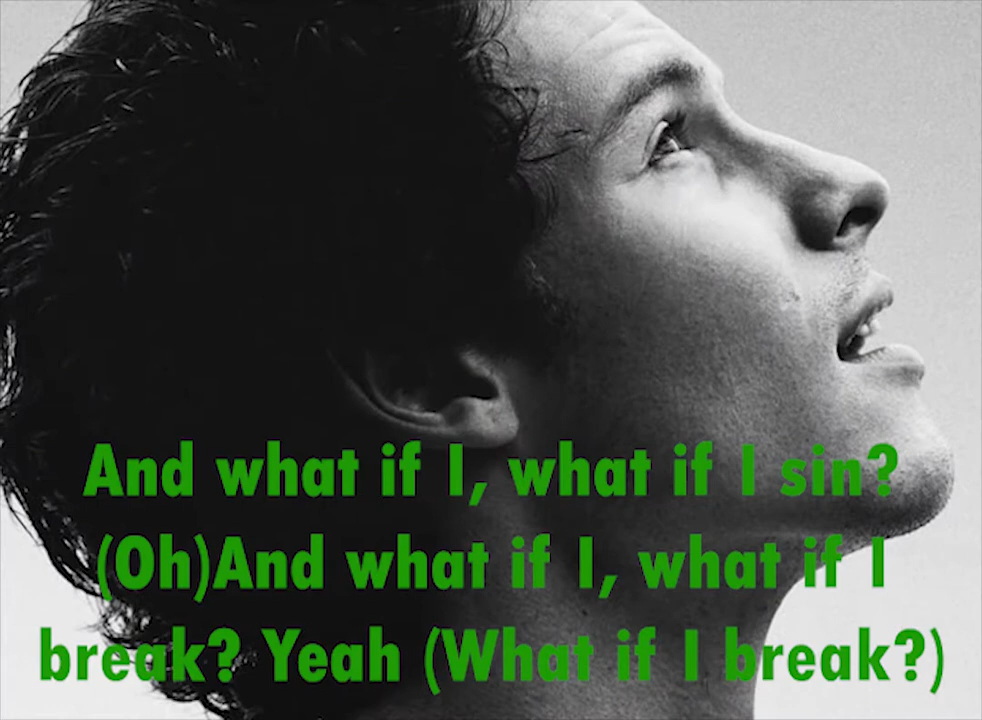 And what if I, what if I sin?
(Oh)And what if I, what if I
break? Yeah (What if I break?)